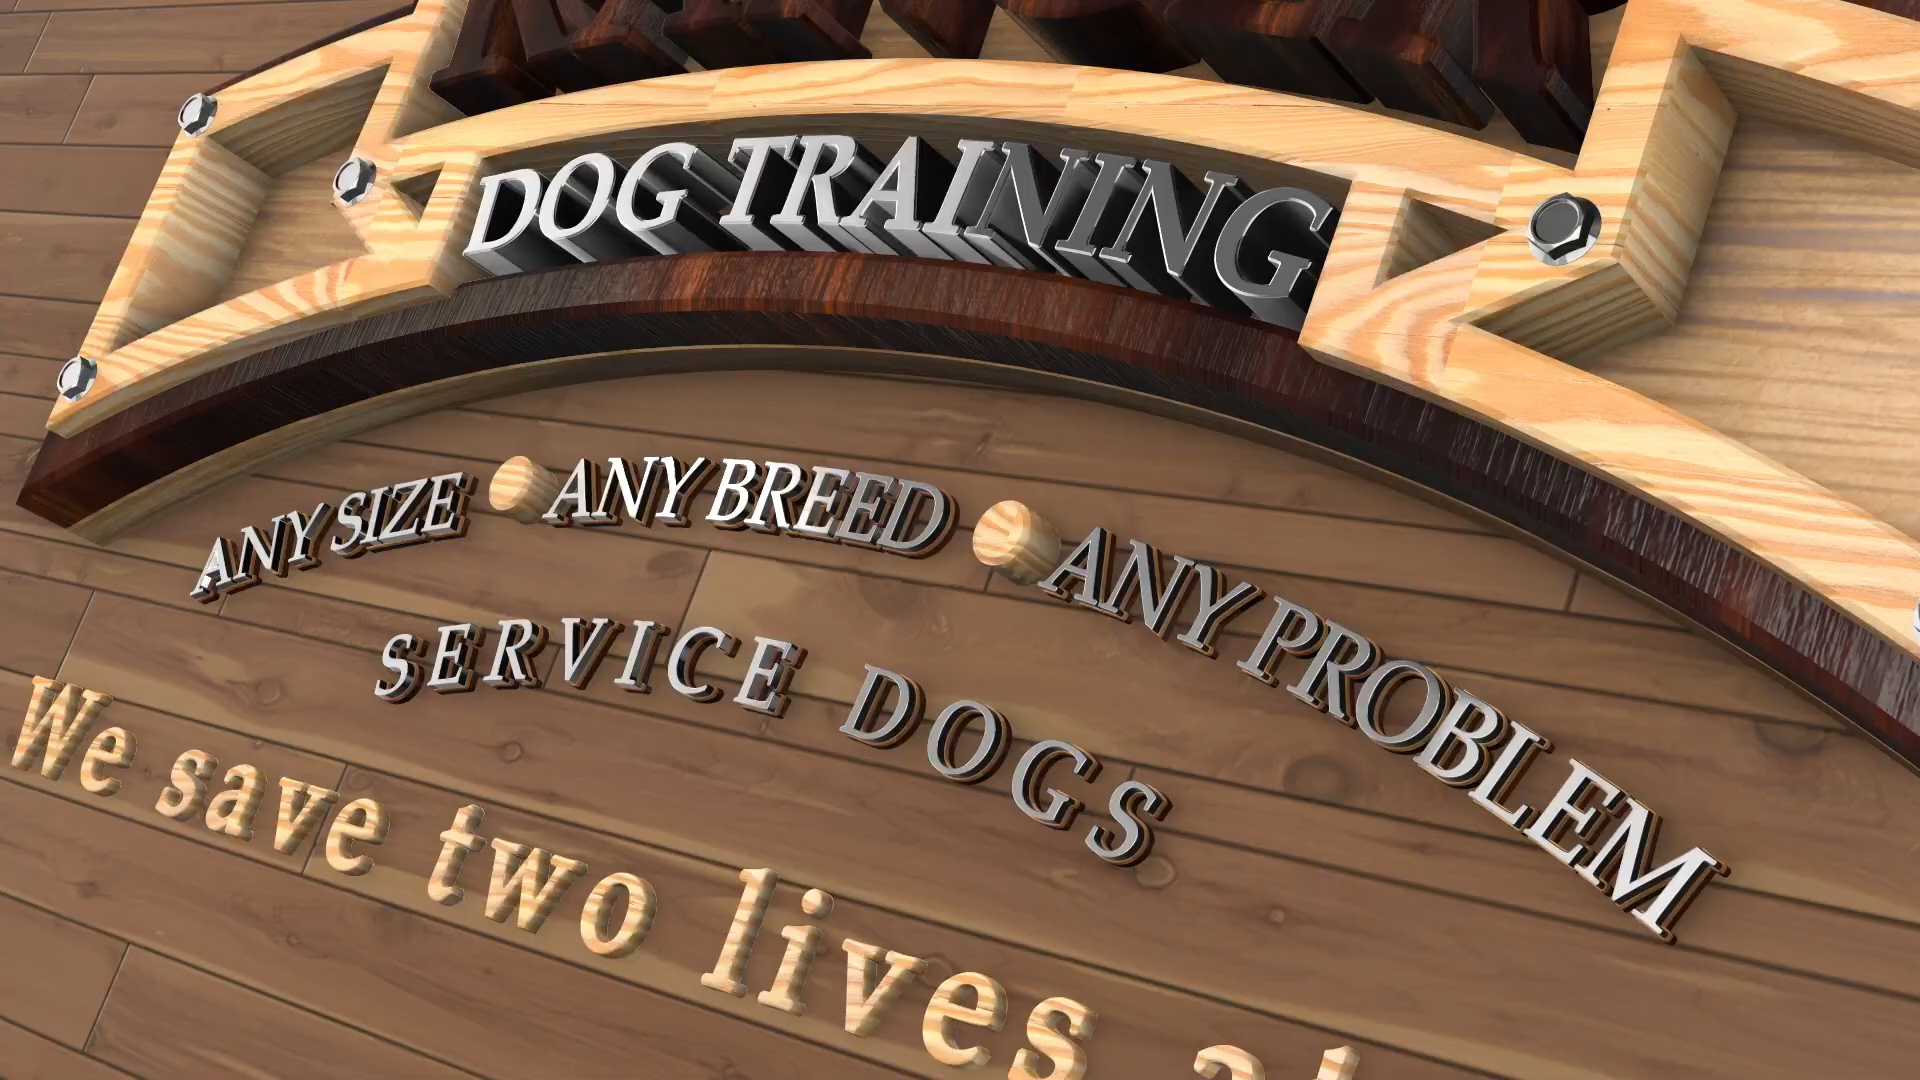 DOG TRAINING
ANY SIZE ANY BREED ANY PROBLEM
SERVICE DOGS
We save two lives